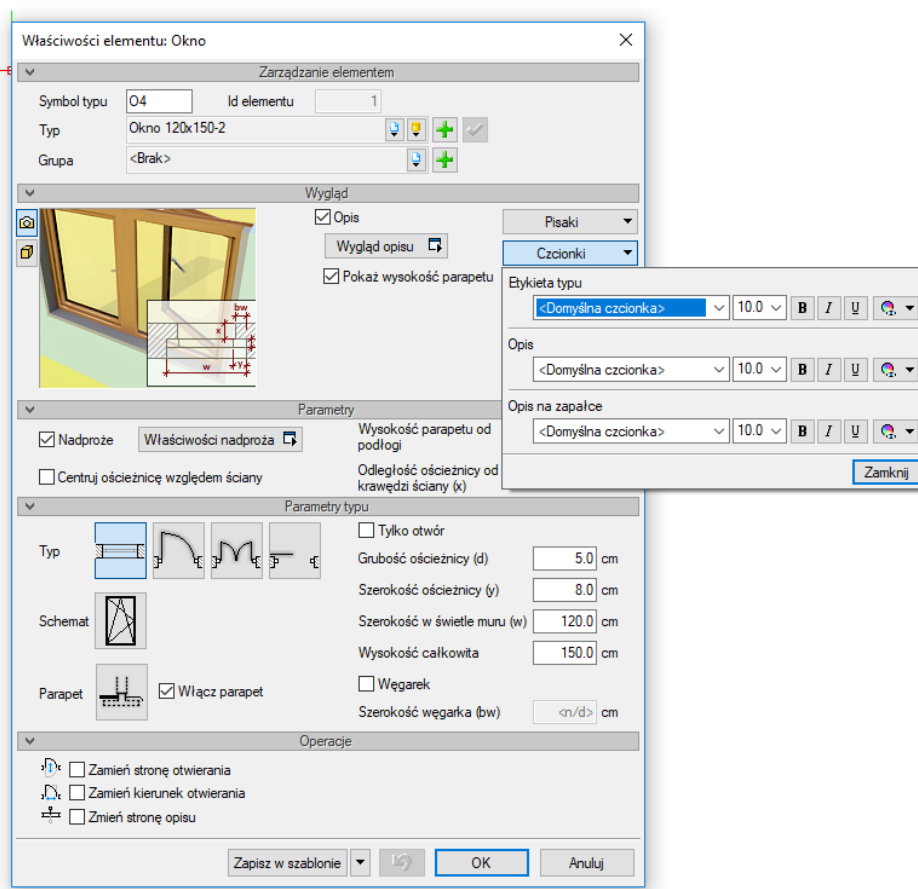 Właściwości elementu: Okno
Zarządzanie elementem
Symbol typu O4 Id elementu 1
Typ Okno 120x150-2
Grupa <Brak>
Wygląd
Opis Pisaki
Wygląd opisu Czcionki
Pokaż wysokość parapetu
Etykieta typu
<Domyślna czcionka> 10.0 B I U
Opis
<Domyślna czcionka> 10.0 B I U
Opis na zapałce
<Domyślna czcionka> 10.0 B I U
Zamknij
bw
x
y
w
Parametry
Nadproże Właściwości nadproża Wysokość parapetu od
podłogi
Centruj ościeżnicę względem ściany Odległość ościeżnicy od
krawędzi ściany (x)
Parametry typu
Typ
Tylko otwór
Grubość ościeżnicy (d) 5.0 cm
Szerokość ościeżnicy (y) 8.0 cm
Schemat
Szerokość w świetle muru (w) 120.0 cm
Wysokość całkowita 150.0 cm
Parapet Włącz parapet
Węgarek
Szerokość węgarka (bw) <n/d> cm
Operacje
Zamień stronę otwierania
Zamień kierunek otwierania
Zmień stronę opisu
Zapisz w szablonie OK Anuluj